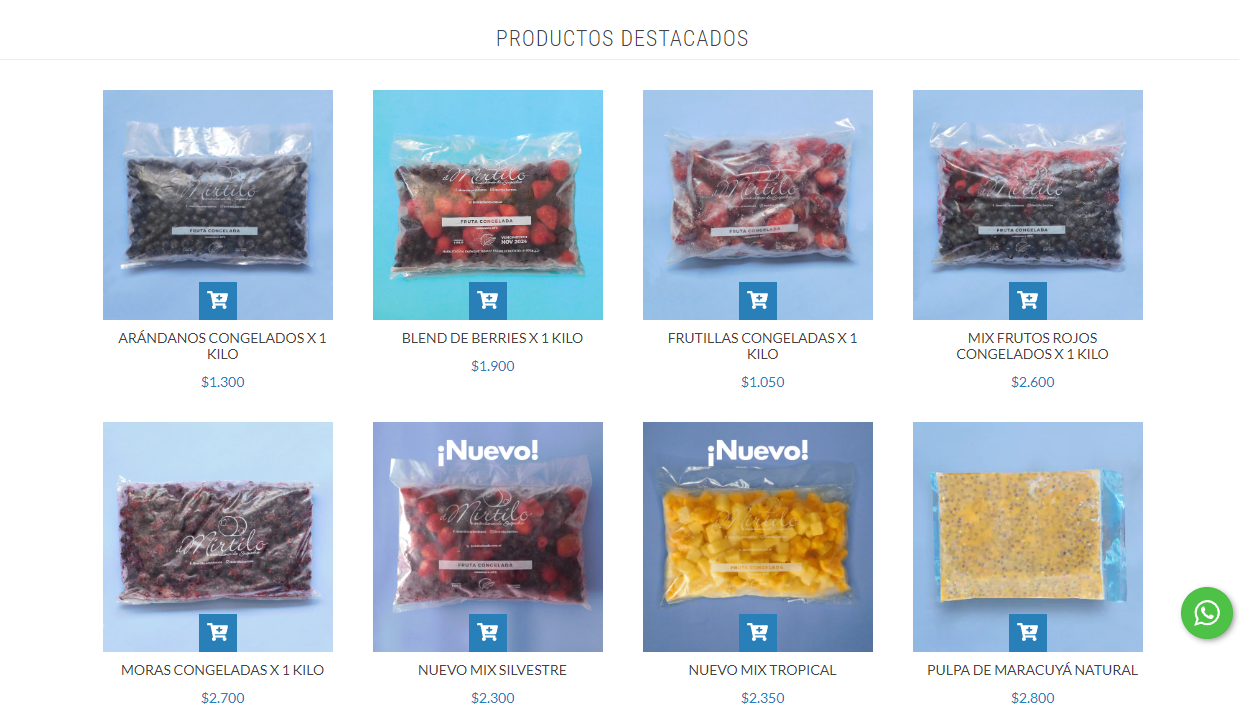 PRODUCTOS DESTACADOS
d'Mirtilo
FRUTA CONGELADA
d'Mirtilo
FRUTA CONGELADA
NOV 2024
d'Mirtilo
FRUTA CONGELADA
d'Mirtilo
FRUTA CONGELADA
ARÁNDANOS CONGELADOS X 1
KILO
$1.300
BLEND DE BERRIES X 1 KILO
$1.900
FRUTILLAS CONGELADAS X 1
KILO
$1.050
MIX FRUTOS ROJOS
CONGELADOS X 1 KILO
$2.600
d'Mirtilo
¡Nuevo!
d'Mirtilo
FRUTA CONGELADA
¡Nuevo!
d'Mirtilo
FRUTA CONGELADA
MORAS CONGELADAS X 1 KILO
$2.700
NUEVO MIX SILVESTRE
$2.300
NUEVO MIX TROPICAL
$2.350
PULPA DE MARACUYÁ NATURAL
$2.800